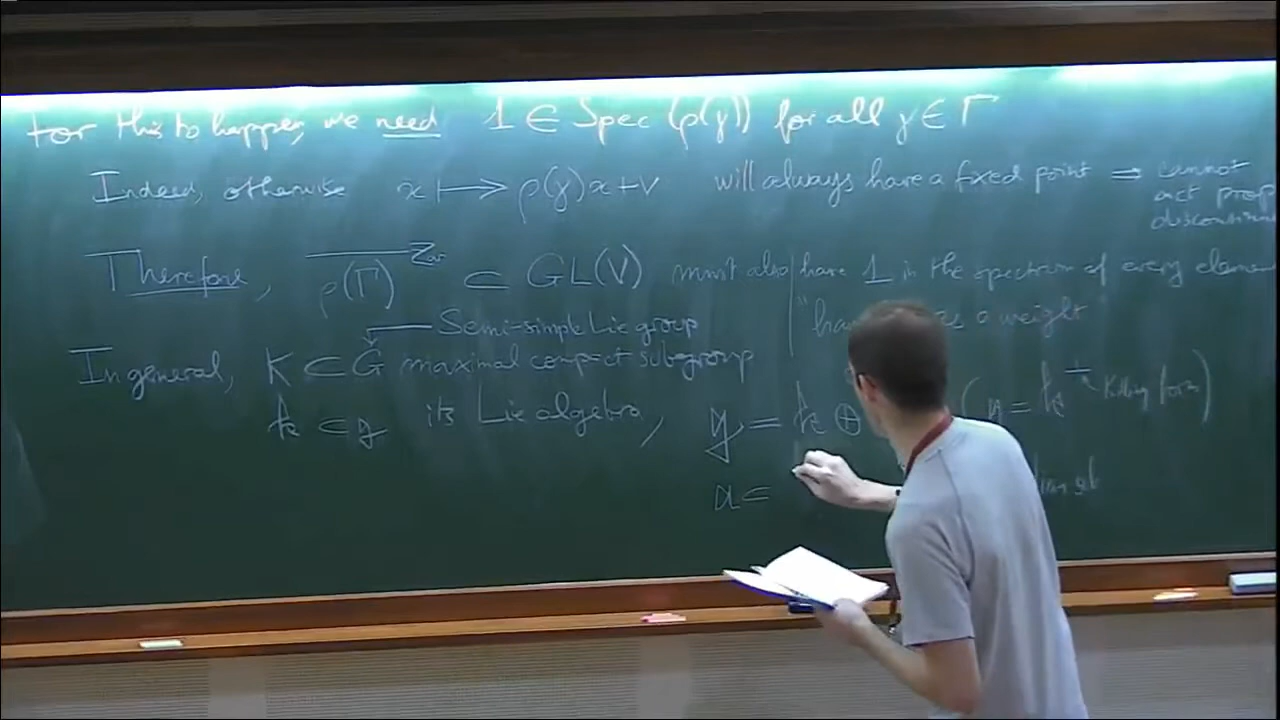 For this to happen, we need 1 ∈ Spec (ρ(γ)) for all γ ∈ Γ
Indeed, otherwise x ⟼ ρ(γ)x+v will always have a fixed point ⇒ cannot
act prop
discontinu
Therefore, ρ(Γ)‾ᶻᵃʳ ⊂ GL(V) must also have 1 in the spectrum of every elemen
Semi-simple Lie group "ha a weight
In general, K ⊂ G maximal compact subgroup
𝔨 ⊂ 𝔤 its Lie algebra, 𝔤 = 𝔨 ⊕ ( = 𝔨^⊥ Killing form)
𝔞 ⊂